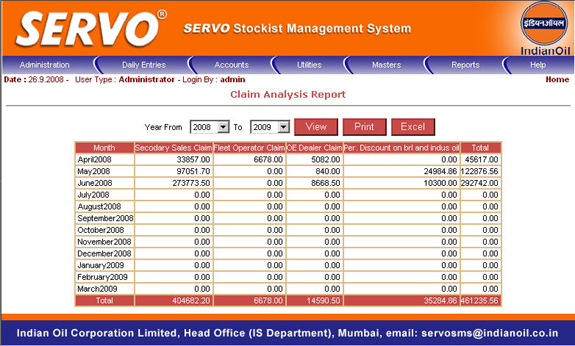 SERVO® SERVO Stockist Management System
इंडियनऑयल
IndianOil
Administration Daily Entries Accounts Utilities Masters Reports Help
Date : 26.9.2008 - User Type : Administrator - Login By : admin Home
Claim Analysis Report
Year From 2008 To 2009 View Print Excel
Month Secodary Sales Claim Fleet Operator Claim OE Dealer Claim Per. Discount on brl and indus oil Total
April2008 33857.00 6678.00 5082.00 0.00 45617.00
May2008 97051.70 0.00 840.00 24984.86 122876.56
June2008 273773.50 0.00 8668.50 10300.00 292742.00
July2008 0.00 0.00 0.00 0.00 0.00
August2008 0.00 0.00 0.00 0.00 0.00
September2008 0.00 0.00 0.00 0.00 0.00
October2008 0.00 0.00 0.00 0.00 0.00
November2008 0.00 0.00 0.00 0.00 0.00
December2008 0.00 0.00 0.00 0.00 0.00
January2009 0.00 0.00 0.00 0.00 0.00
February2009 0.00 0.00 0.00 0.00 0.00
March2009 0.00 0.00 0.00 0.00 0.00
Total 404682.20 6678.00 14590.50 35284.86 461235.56
Indian Oil Corporation Limited, Head Office (IS Department), Mumbai, email: servosms@indianoil.co.in